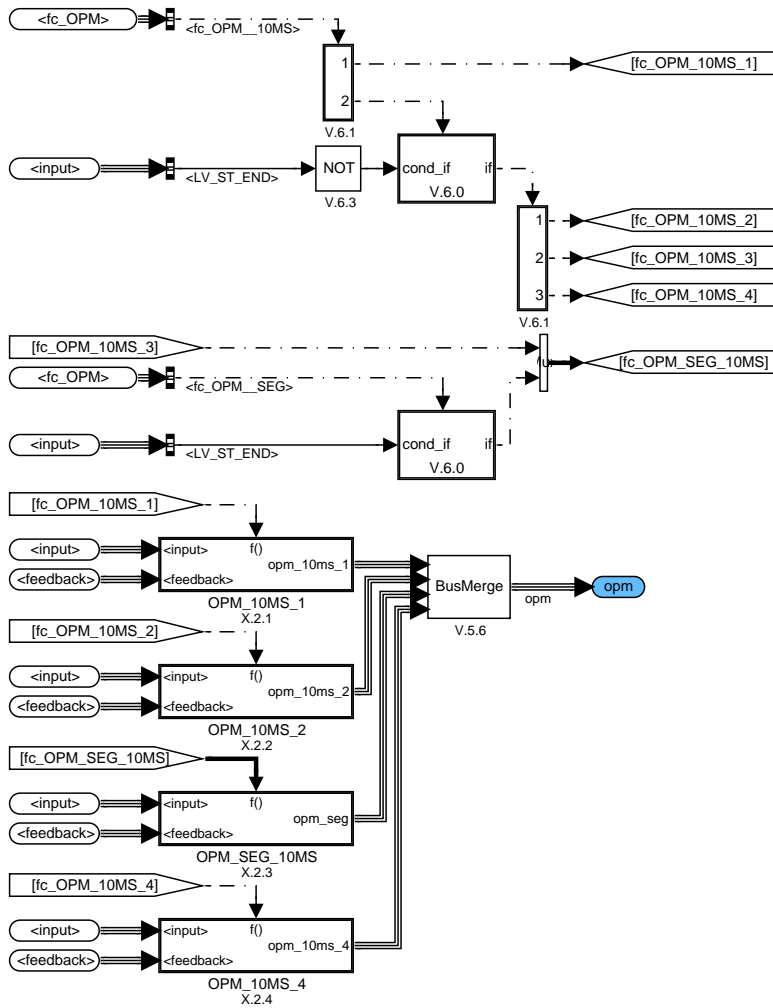 <fc_OPM>
<fc_OPM__10MS>
1
2
V.6.1
[fc_OPM_10MS_1]
<input>
<LV_ST_END>
NOT
V.6.3
cond_if
if
V.6.0
1
2
3
V.6.1
[fc_OPM_10MS_2]
[fc_OPM_10MS_3]
[fc_OPM_10MS_4]
[fc_OPM_10MS_3]
<fc_OPM>
<fc_OPM__SEG>
[fc_OPM_SEG_10MS]
<input>
<LV_ST_END>
cond_if
if
V.6.0
[fc_OPM_10MS_1]
<input>
<feedback>
<input>
f()
<feedback>
opm_10ms_1
OPM_10MS_1
X.2.1
BusMerge
V.5.6
opm
opm
[fc_OPM_10MS_2]
<input>
<feedback>
<input>
f()
<feedback>
opm_10ms_2
OPM_10MS_2
X.2.2
[fc_OPM_SEG_10MS]
<input>
<feedback>
<input>
f()
<feedback>
opm_seg
OPM_SEG_10MS
X.2.3
[fc_OPM_10MS_4]
<input>
<feedback>
<input>
f()
<feedback>
opm_10ms_4
OPM_10MS_4
X.2.4